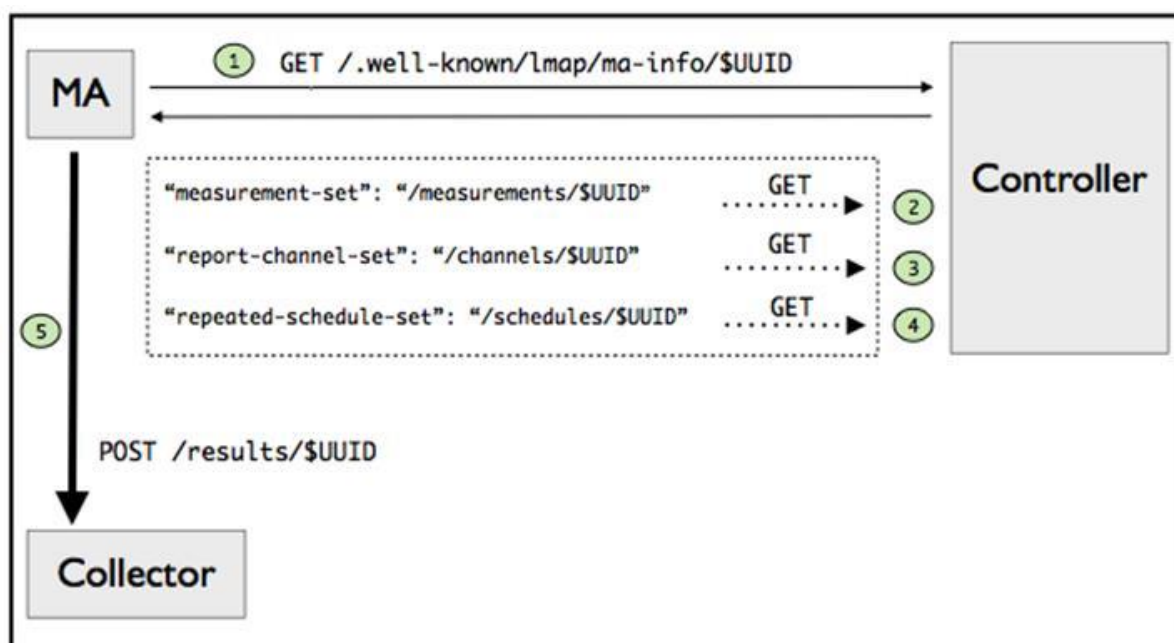 1 GET /.well-known/lmap/ma-info/$UUID
MA
Controller
“measurement-set”: “/measurements/$UUID” GET 2
“report-channel-set”: “/channels/$UUID” GET 3
“repeated-schedule-set”: “/schedules/$UUID” GET 4
5
POST /results/$UUID
Collector